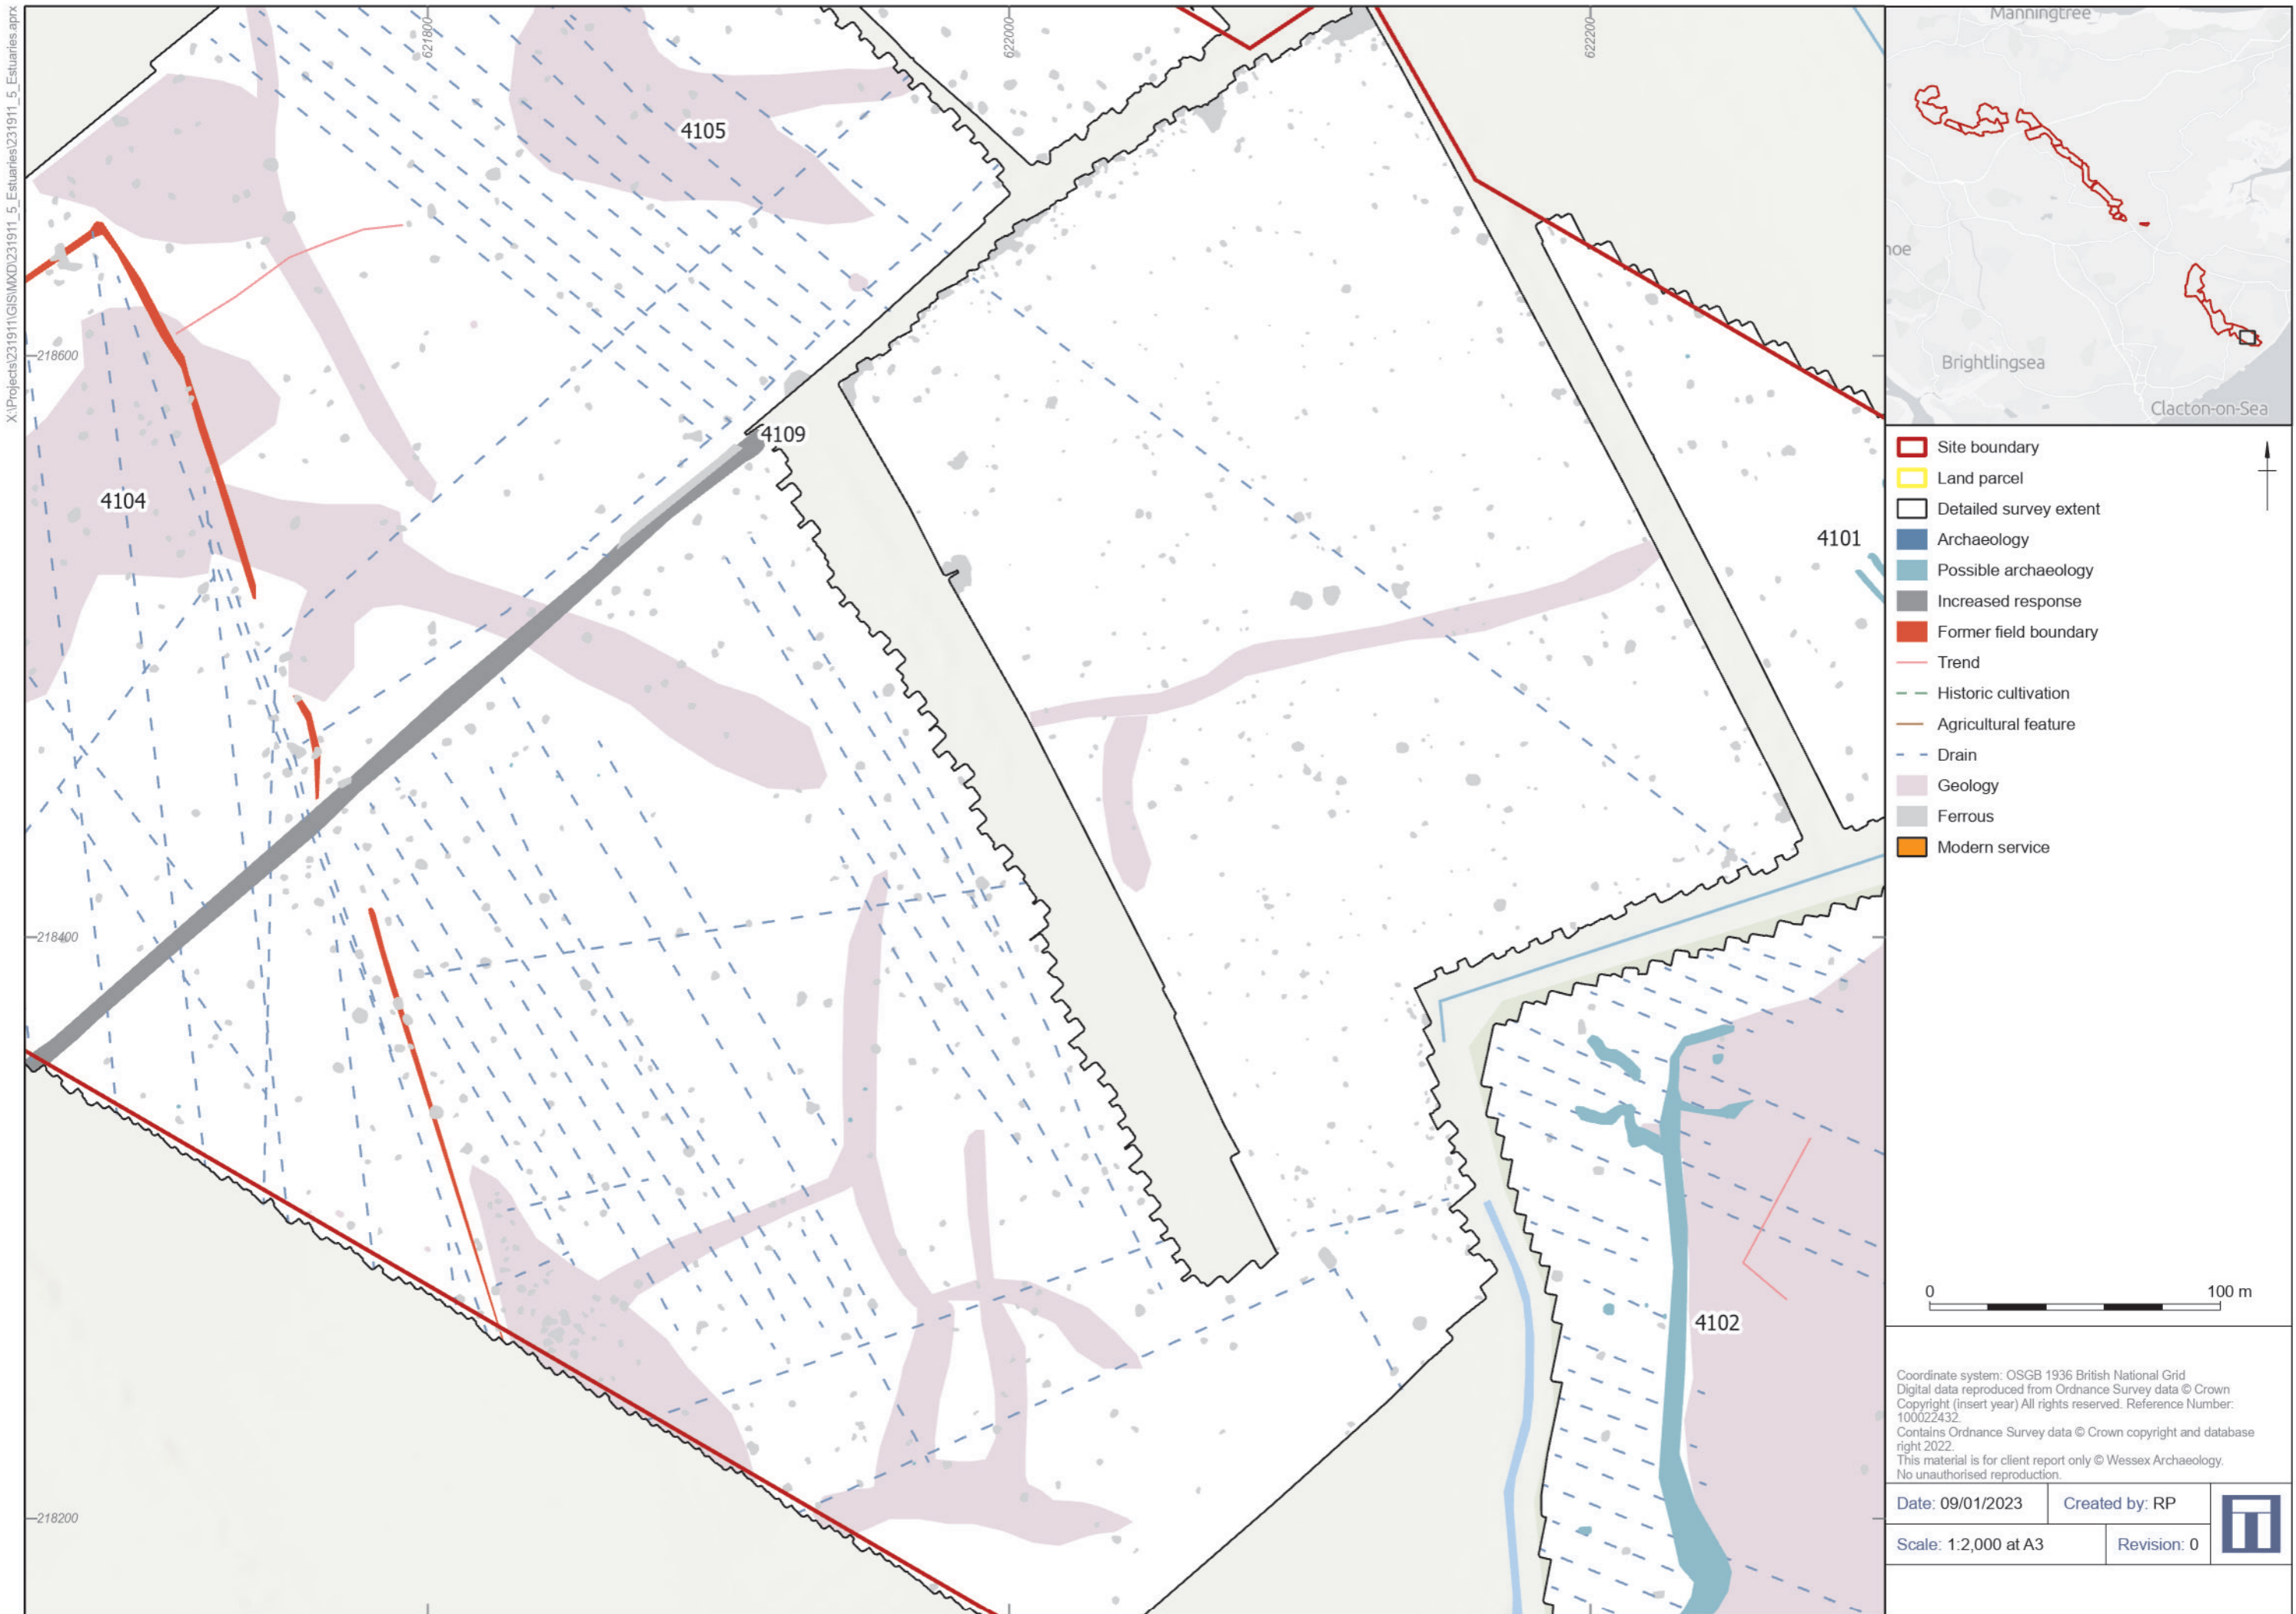 X:\Projects\231911\GIS\MXD\231911_5_Estuaries\231911_5_Estuaries.aprx
621800
622000
622200
218600
218400
218200
4105
4109
4104
4101
4102
Manningtree
hoe
Brightlingsea
Clacton-on-Sea
Site boundary
Land parcel
Detailed survey extent
Archaeology
Possible archaeology
Increased response
Former field boundary
Trend
Historic cultivation
Agricultural feature
Drain
Geology
Ferrous
Modern service
0 100 m
Coordinate system: OSGB 1936 British National Grid
Digital data reproduced from Ordnance Survey data © Crown
Copyright (insert year) All rights reserved. Reference Number:
100022432.
Contains Ordnance Survey data © Crown copyright and database
right 2022.
This material is for client report only © Wessex Archaeology.
No unauthorised reproduction.
Date: 09/01/2023 Created by: RP
Scale: 1:2,000 at A3 Revision: 0